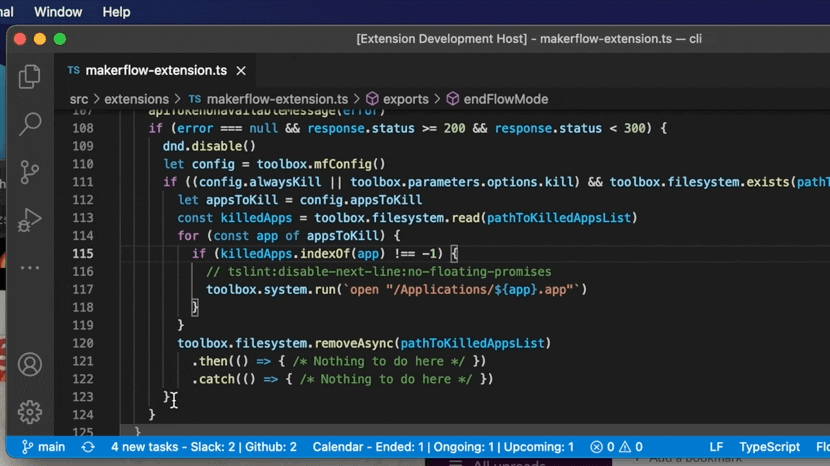 nal Window Help
[Extension Development Host] - makerflow-extension.ts — cli
TS makerflow-extension.ts ×
src > extensions > TS makerflow-extension.ts > exports > endFlowMode
107 apiTokenUnavailableMessage(error)
108 if (error === null && response.status >= 200 && response.status < 300) {
109 dnd.disable()
110 let config = toolbox.mfConfig()
111 if ((config.alwaysKill || toolbox.parameters.options.kill) && toolbox.filesystem.exists(pathT
112 let appsToKill = config.appsToKill
113 const killedApps = toolbox.filesystem.read(pathToKilledAppsList)
114 for (const app of appsToKill) {
115 if (killedApps.indexOf(app) !== -1) {
116 // tslint:disable-next-line:no-floating-promises
117 toolbox.system.run(`open "/Applications/${app}.app"`)
118 }
119 }
120 toolbox.filesystem.removeAsync(pathToKilledAppsList)
121 .then(() => { /* Nothing to do here */ })
122 .catch(() => { /* Nothing to do here */ })
123 }
124 }
125 }
main 4 new tasks - Slack: 2 | Github: 2 Calendar - Ended: 1 | Ongoing: 1 | Upcoming: 1 0 0 LF TypeScript Flo
All unreads
Add a bookmark